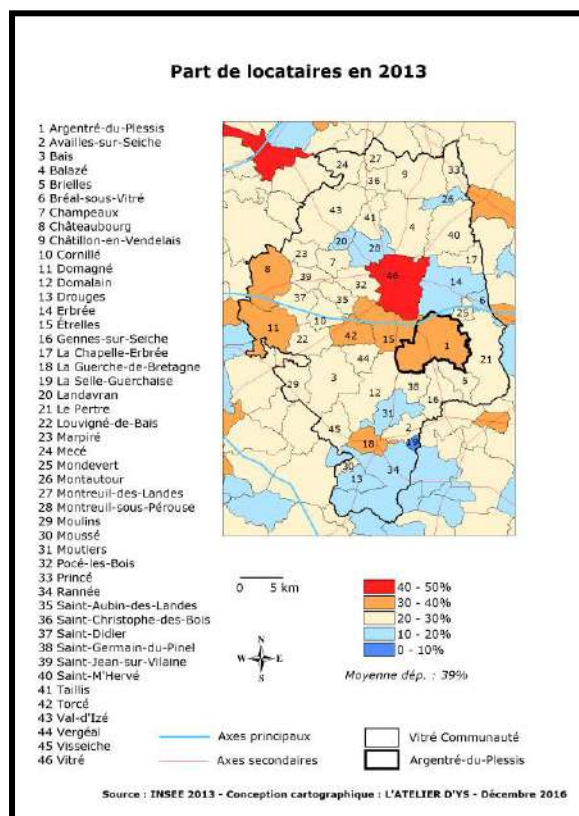 Part de locataires en 2013
1 Argentré-du-Plessis
2 Availles-sur-Seiche
3 Bais
4 Balazé
5 Brielles
6 Bréal-sous-Vitré
7 Champeaux
8 Châteaubourg
9 Châtillon-en-Vendelais
10 Cornillé
11 Domagné
12 Domalain
13 Drouges
14 Erbrée
15 Étrelles
16 Gennes-sur-Seiche
17 La Chapelle-Erbrée
18 La Guerche-de-Bretagne
19 La Selle-Guerchaise
20 Landavran
21 Le Pertre
22 Louvigné-de-Bais
23 Marpiré
24 Mecé
25 Mondevert
26 Montautour
27 Montreuil-des-Landes
28 Montreuil-sous-Pérouse
29 Moulins
30 Moussé
31 Moutiers
32 Pocé-les-Bois
33 Princé
34 Rannée
35 Saint-Aubin-des-Landes
36 Saint-Christophe-des-Bois
37 Saint-Didier
38 Saint-Germain-du-Pinel
39 Saint-Jean-sur-Vilaine
40 Saint-M'Hervé
41 Taillis
42 Torcé
43 Val-d'Izé
44 Vergéal
45 Visseiche
46 Vitré
27
24
9
33
36
26
43
41
4
40
20
28
23
7
17
8
39
46
14
32
37
35
6
25
10
11
22
42
15
1
44
21
3
29
38
5
12
16
31
2
45
18
19
30
34
13
0 5 km
N
W E
S
40 - 50%
30 - 40%
20 - 30%
10 - 20%
0 - 10%
Moyenne dép. : 39%
Axes principaux
Axes secondaires
Vitré Communauté
Argentré-du-Plessis
Source : INSEE 2013 - Conception cartographique : L'ATELIER D'YS - Décembre 2016